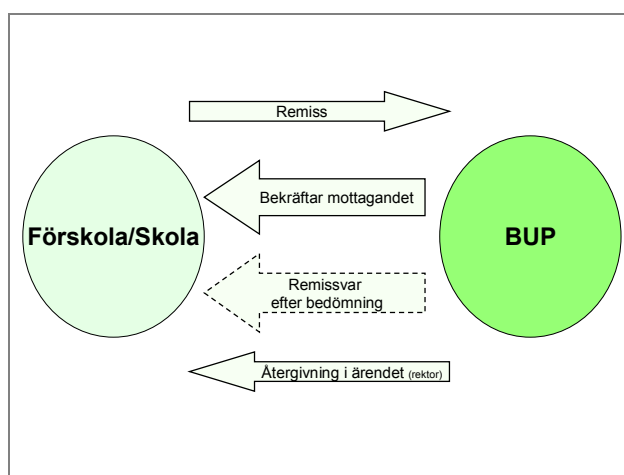 Remiss
Bekräftar mottagandet
Förskola/Skola
BUP
Remissvar
efter bedömning
Återgivning i ärendet (rektor)